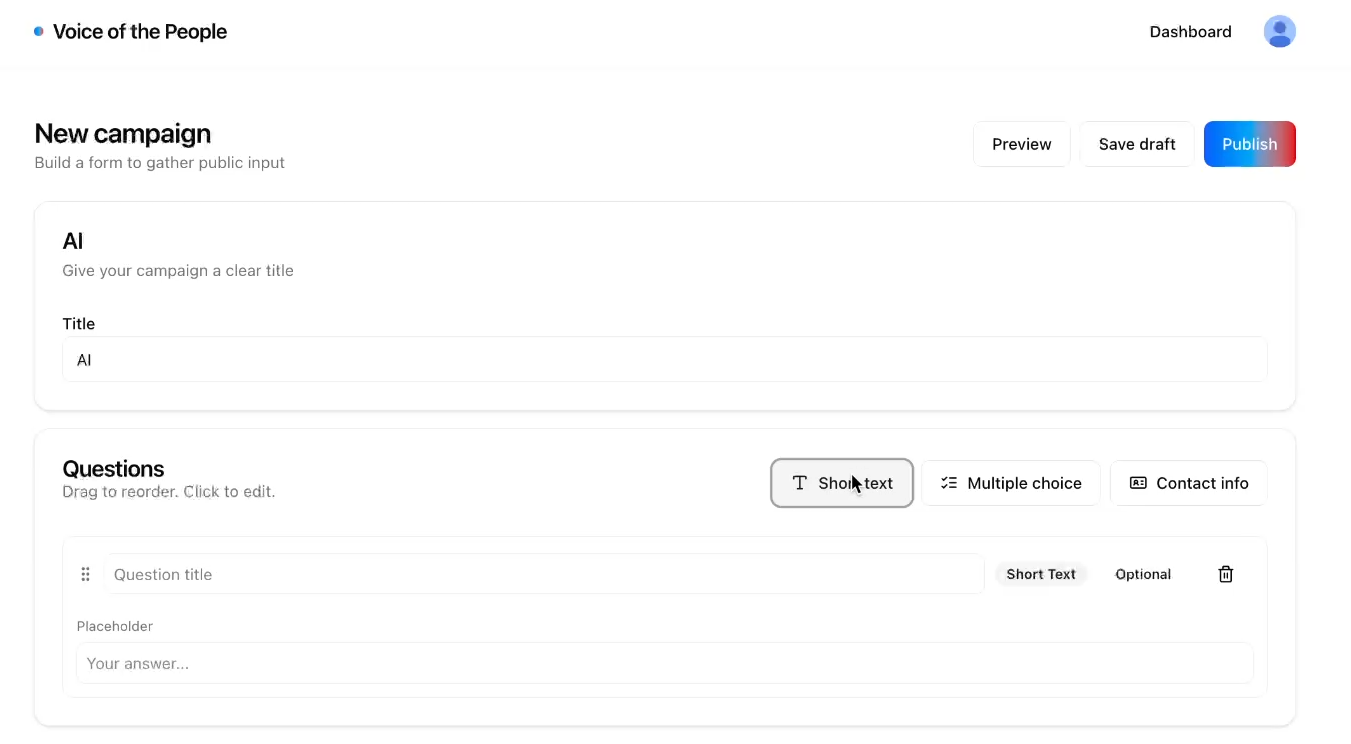 Voice of the People
Dashboard
New campaign
Build a form to gather public input
Preview
Save draft
Publish
AI
Give your campaign a clear title
Title
AI
Questions
Drag to reorder. Click to edit.
Short text
Multiple choice
Contact info
Question title
Short Text
Optional
Placeholder
Your answer...